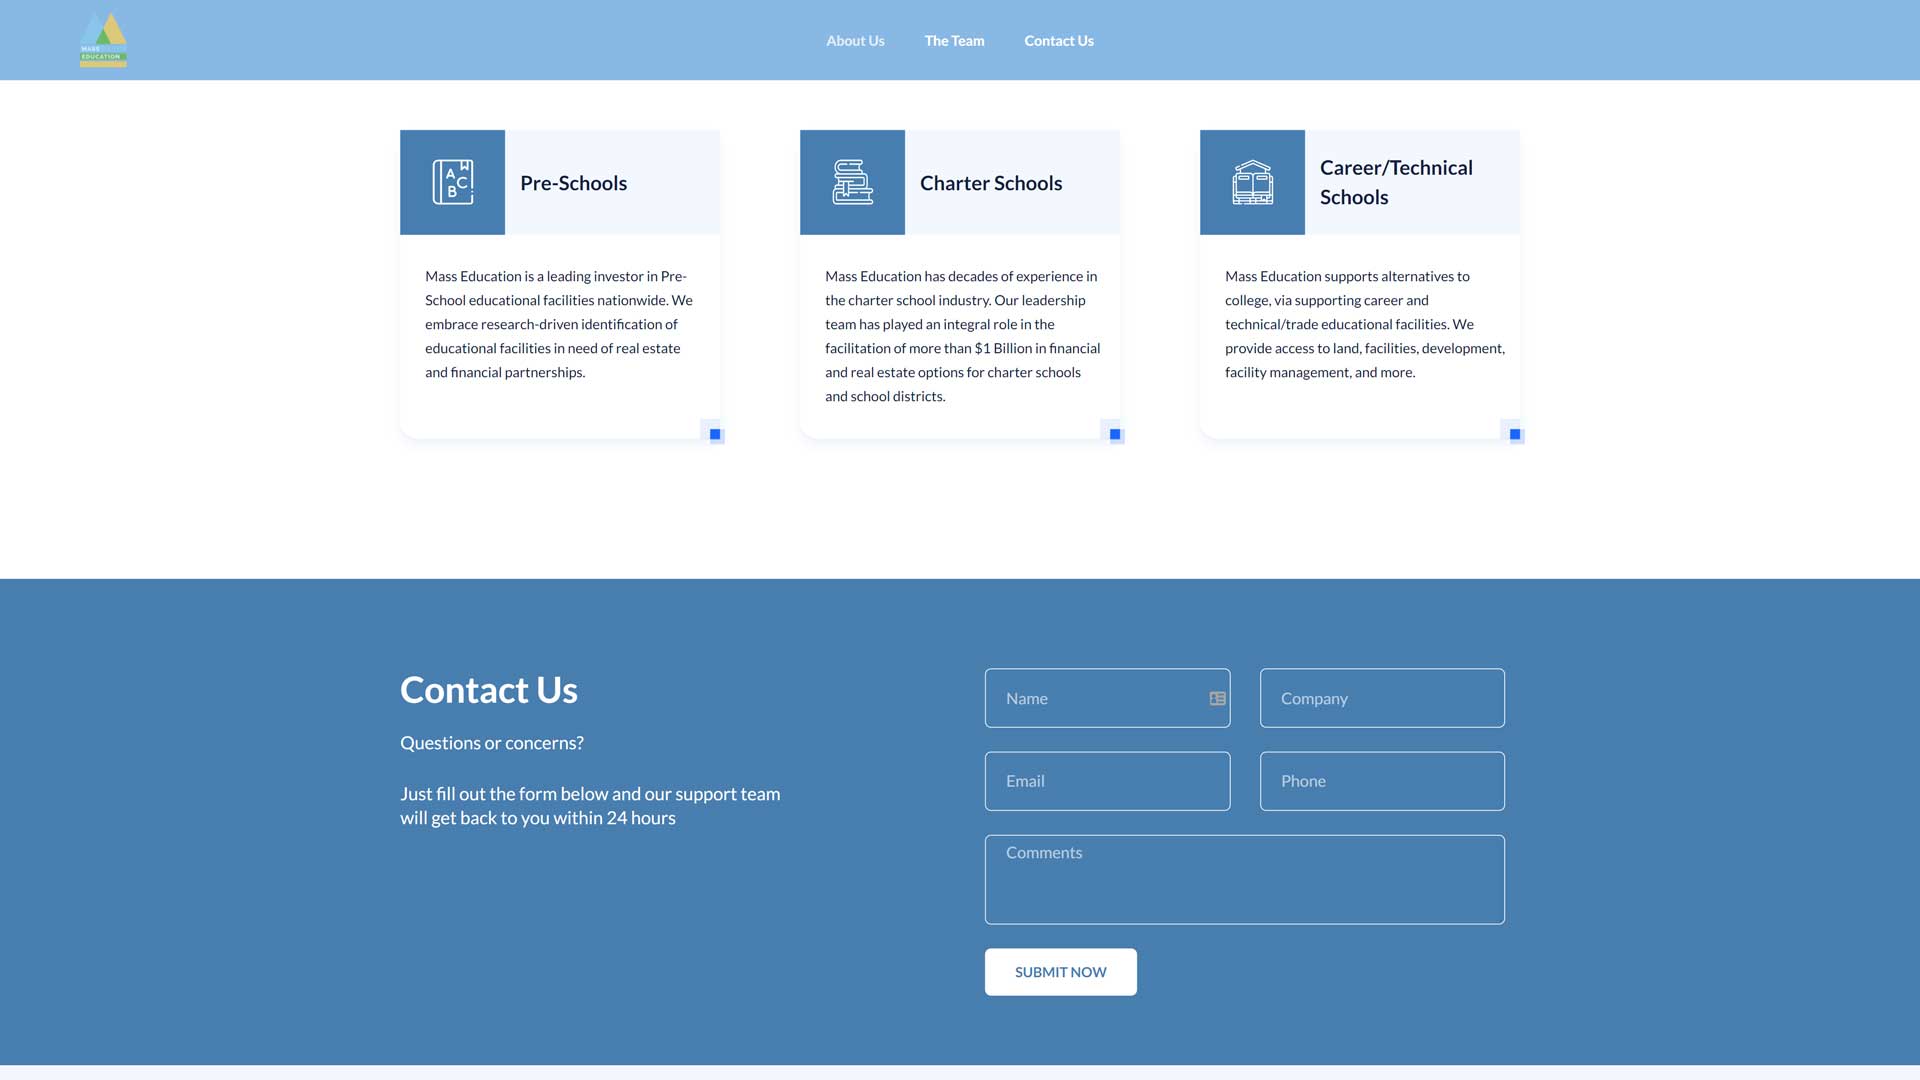 MASS
EDUCATION
About Us
The Team
Contact Us
A
C
B
Pre-Schools
Mass Education is a leading investor in Pre-
School educational facilities nationwide. We
embrace research-driven identification of
educational facilities in need of real estate
and financial partnerships.
Charter Schools
Mass Education has decades of experience in
the charter school industry. Our leadership
team has played an integral role in the
facilitation of more than $1 Billion in financial
and real estate options for charter schools
and school districts.
Career/Technical
Schools
Mass Education supports alternatives to
college, via supporting career and
technical/trade educational facilities. We
provide access to land, facilities, development,
facility management, and more.
Contact Us
Questions or concerns?
Just fill out the form below and our support team
will get back to you within 24 hours
Name
Company
Email
Phone
Comments
SUBMIT NOW